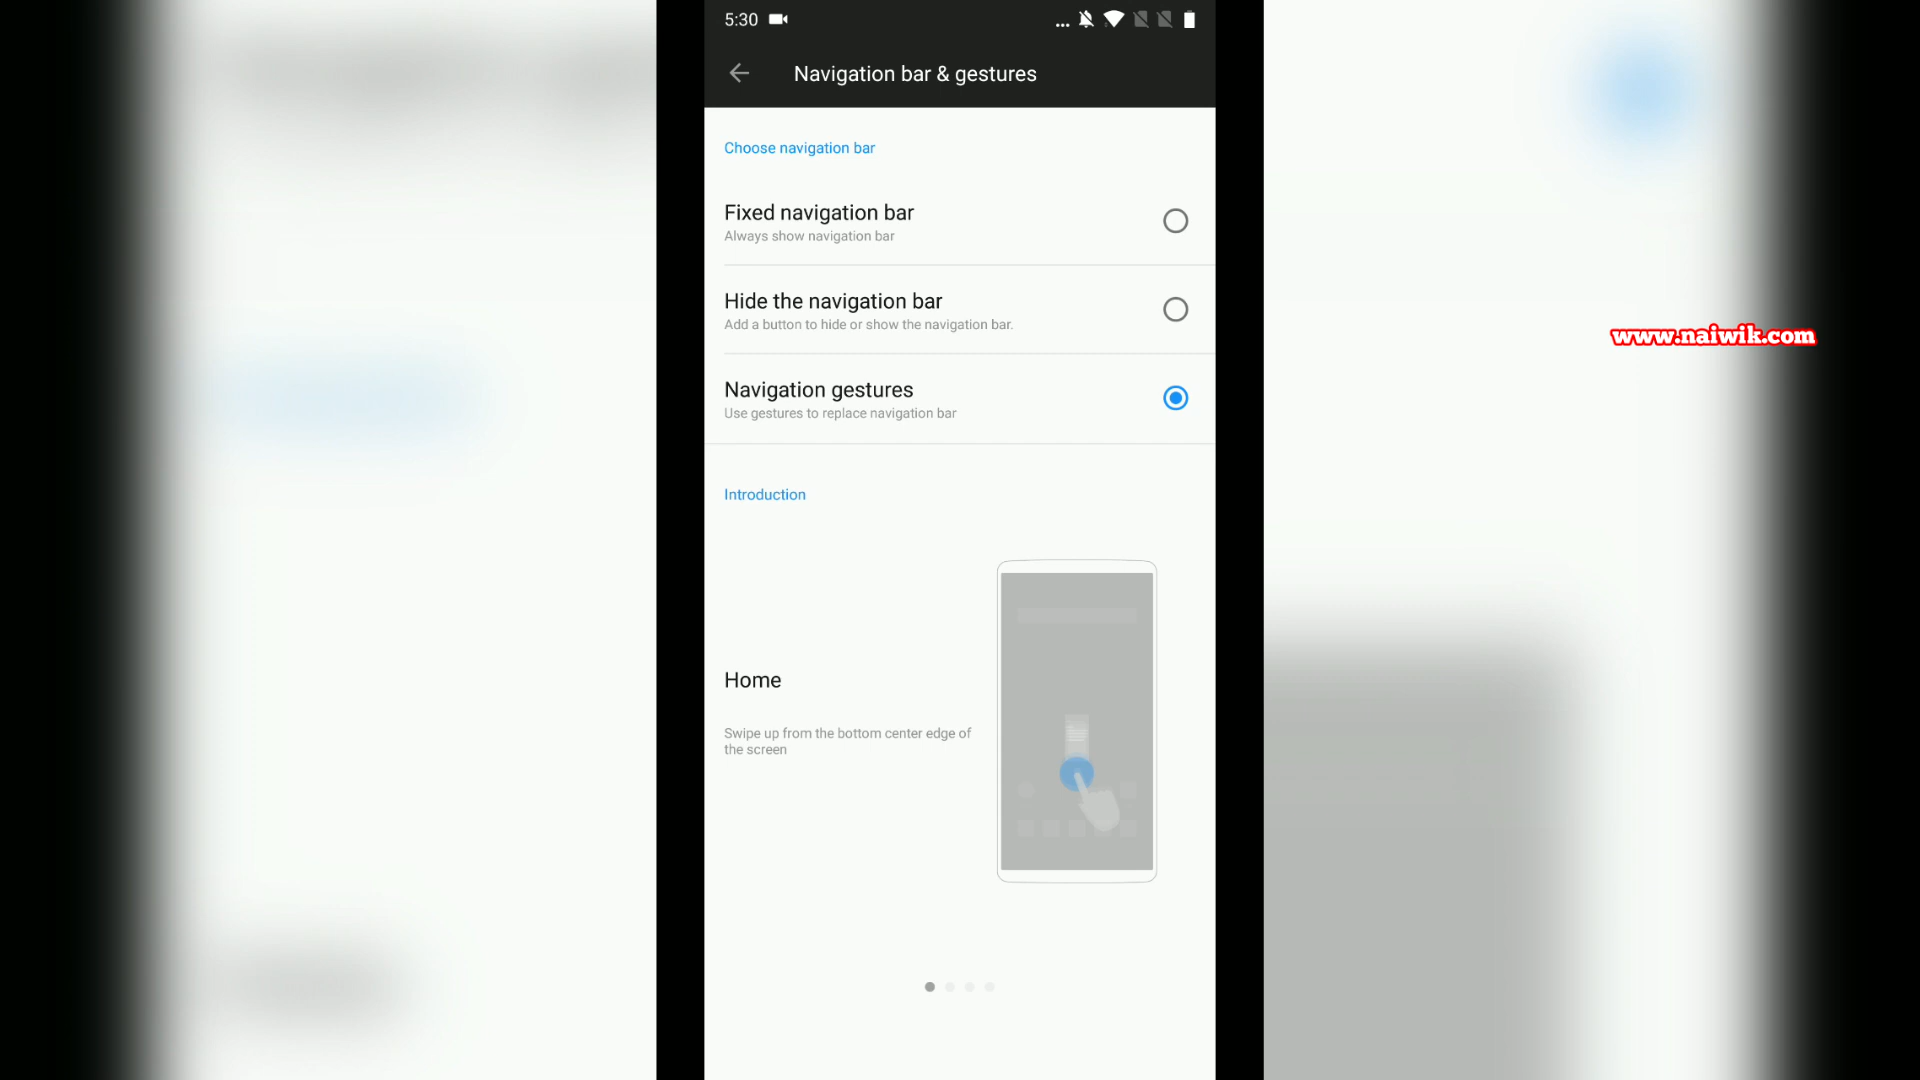 5:30
Navigation bar & gestures
Choose navigation bar
Fixed navigation bar
Always show navigation bar
Hide the navigation bar
Add a button to hide or show the navigation bar.
www.naiwik.com
Navigation gestures
Use gestures to replace navigation bar
Introduction
Home
Swipe up from the bottom center edge of
the screen